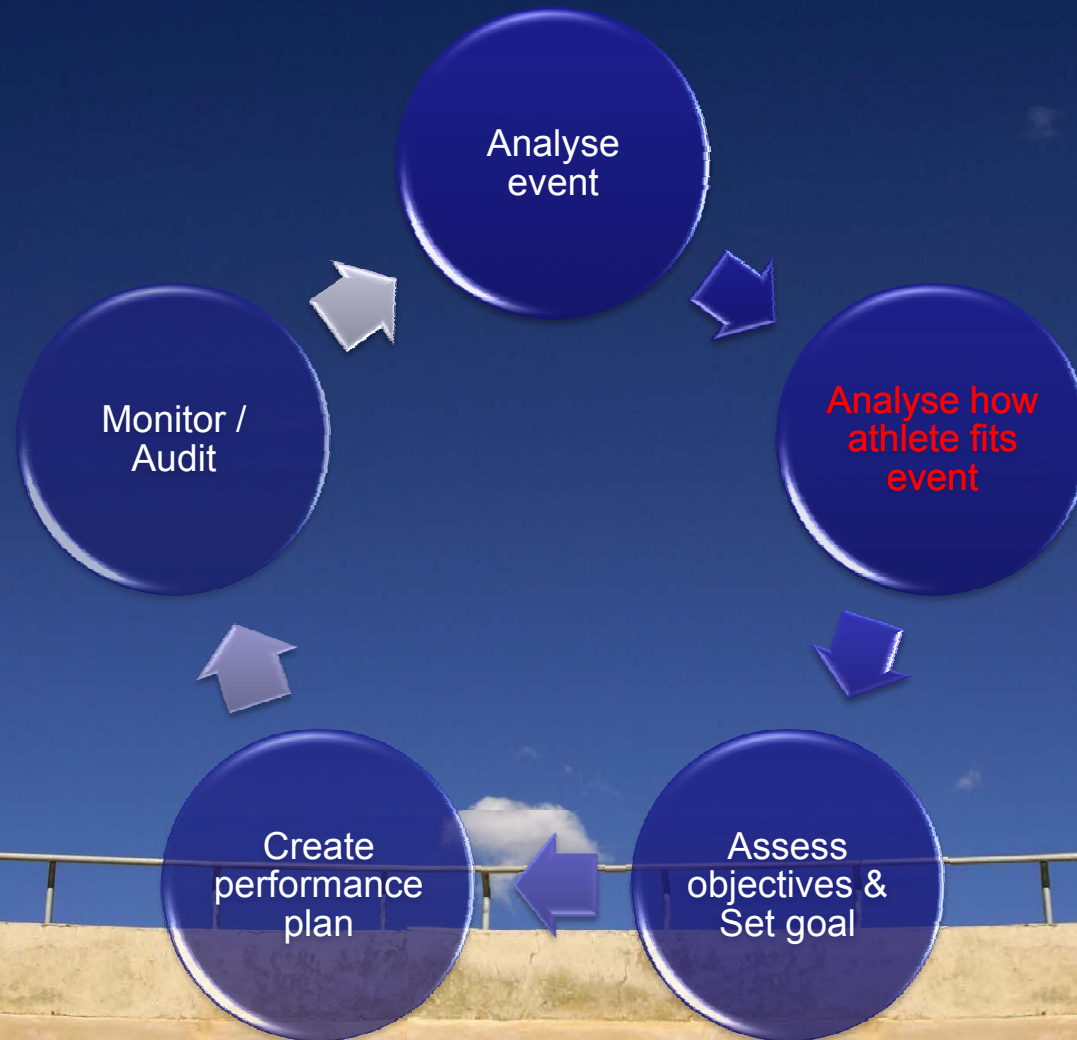 Analyse
event
Analyse how
athlete fits
event
Assess
objectives &
Set goal
Create
performance
plan
Monitor /
Audit